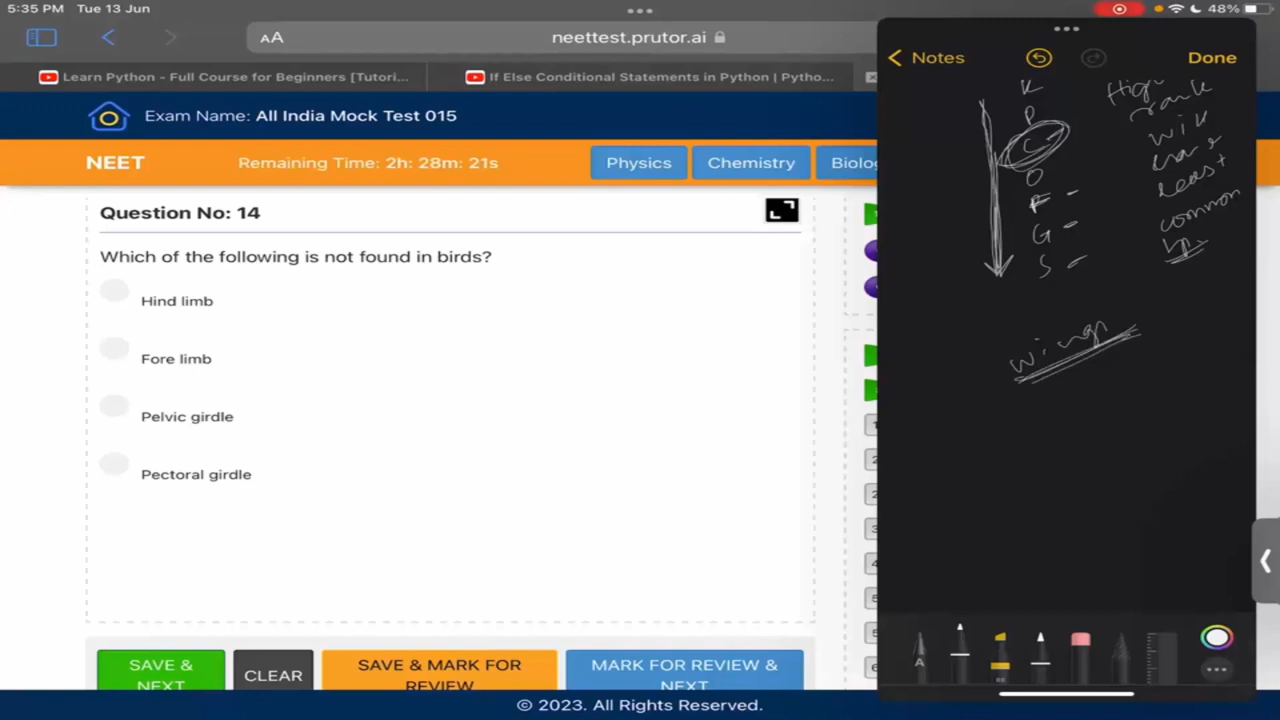 5:35 PM Tue 13 Jun
48%
AA
neettest.prutor.ai
Learn Python - Full Course for Beginners [Tutori...
If Else Conditional Statements in Python | Pytho...
Exam Name: All India Mock Test 015
NEET
Remaining Time: 2h: 28m: 21s
Physics
Chemistry
Biolo
Question No: 14
Which of the following is not found in birds?
Hind limb
Fore limb
Pelvic girdle
Pectoral girdle
SAVE &
NEXT
CLEAR
SAVE & MARK FOR
REVIEW
MARK FOR REVIEW &
NEXT
© 2023. All Rights Reserved.
Notes
Done
K
P
C
O
F -
G -
S -
High
rank
will
have
least
common
wings
A